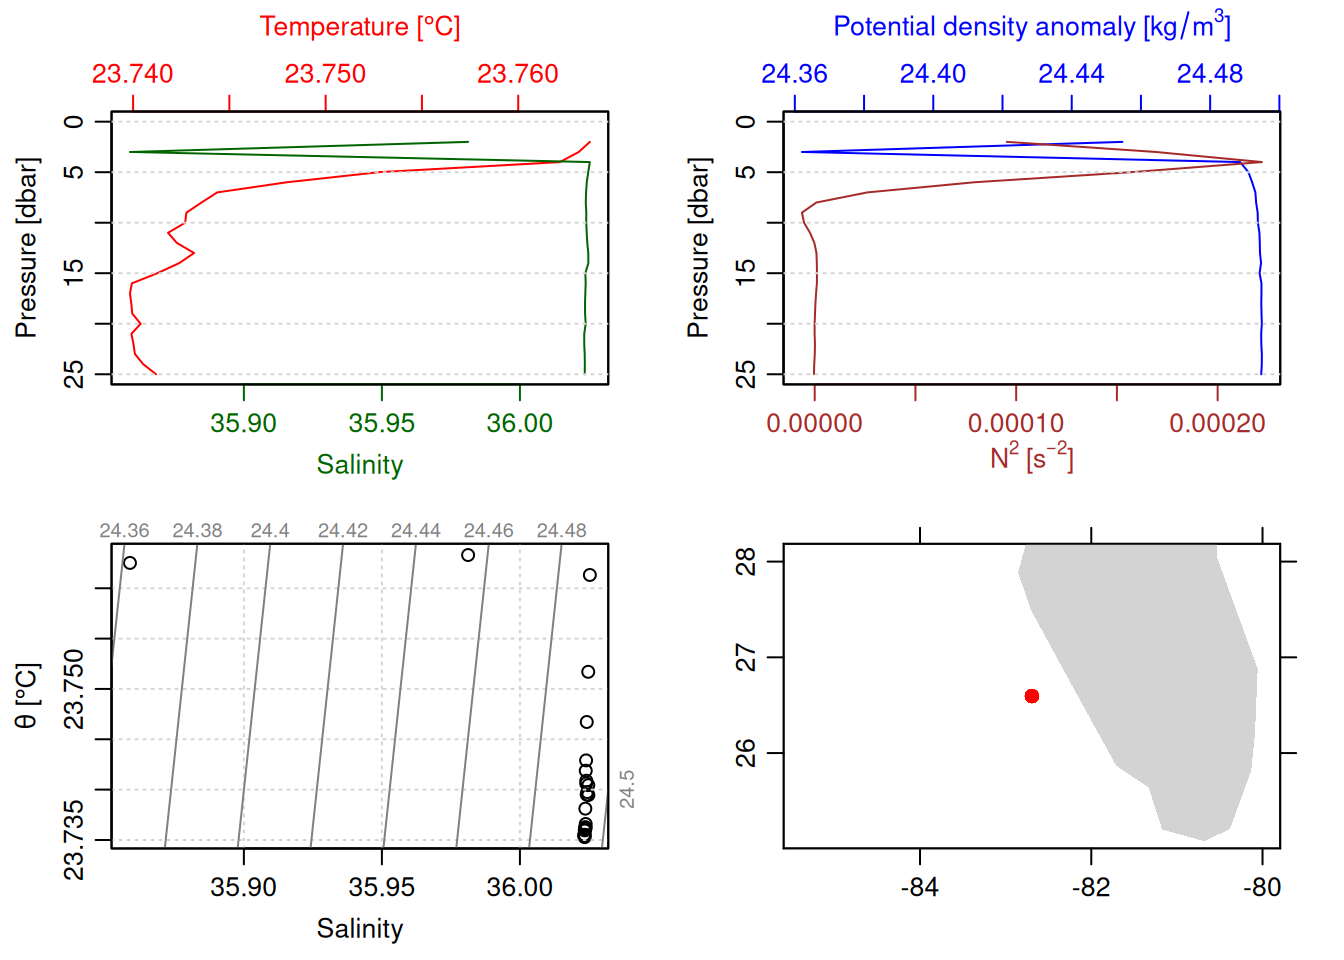 Temperature [°C]
23.740 23.750 23.760
0
5
15
25
Pressure [dbar]
35.90 35.95 36.00
Salinity
Potential density anomaly [kg/m³]
24.36 24.40 24.44 24.48
0
5
15
25
Pressure [dbar]
0.00000 0.00010 0.00020
N² [s⁻²]
24.36 24.38 24.4 24.42 24.44 24.46 24.48
24.5
23.750
23.735
θ [°C]
35.90 35.95 36.00
Salinity
28
27
26
-84 -82 -80